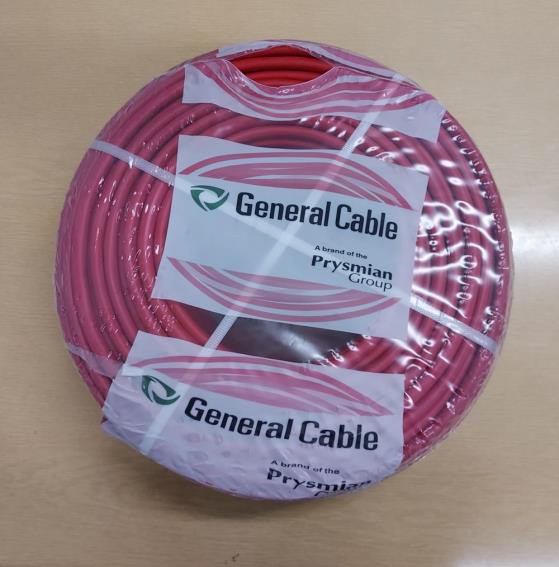 General Cable
A brand of the
Prysmian
Group
General Cable
A brand of the
Prysmian